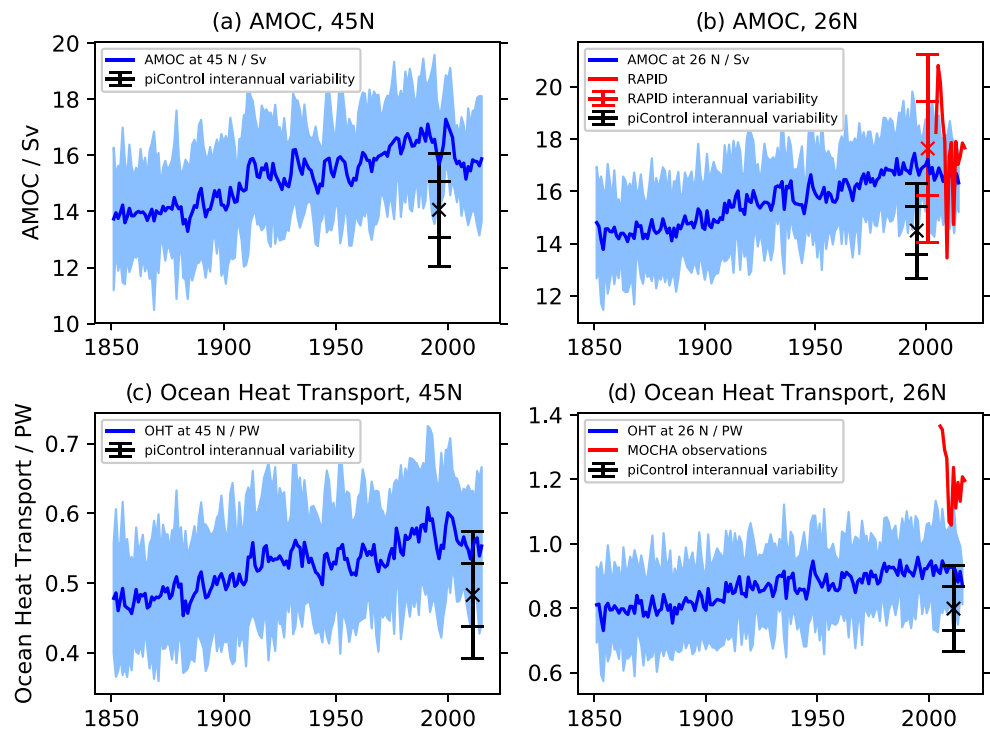 (a) AMOC, 45N
AMOC at 45 N / Sv
piControl interannual variability
AMOC / Sv
20
18
16
14
12
10
1850 1900 1950 2000
(b) AMOC, 26N
AMOC at 26 N / Sv
RAPID
RAPID interannual variability
piControl interannual variability
20
18
16
14
12
1850 1900 1950 2000
(c) Ocean Heat Transport, 45N
OHT at 45 N / PW
piControl interannual variability
Ocean Heat Transport / PW
0.7
0.6
0.5
0.4
1850 1900 1950 2000
(d) Ocean Heat Transport, 26N
OHT at 26 N / PW
MOCHA observations
piControl interannual variability
1.4
1.2
1.0
0.8
0.6
1850 1900 1950 2000